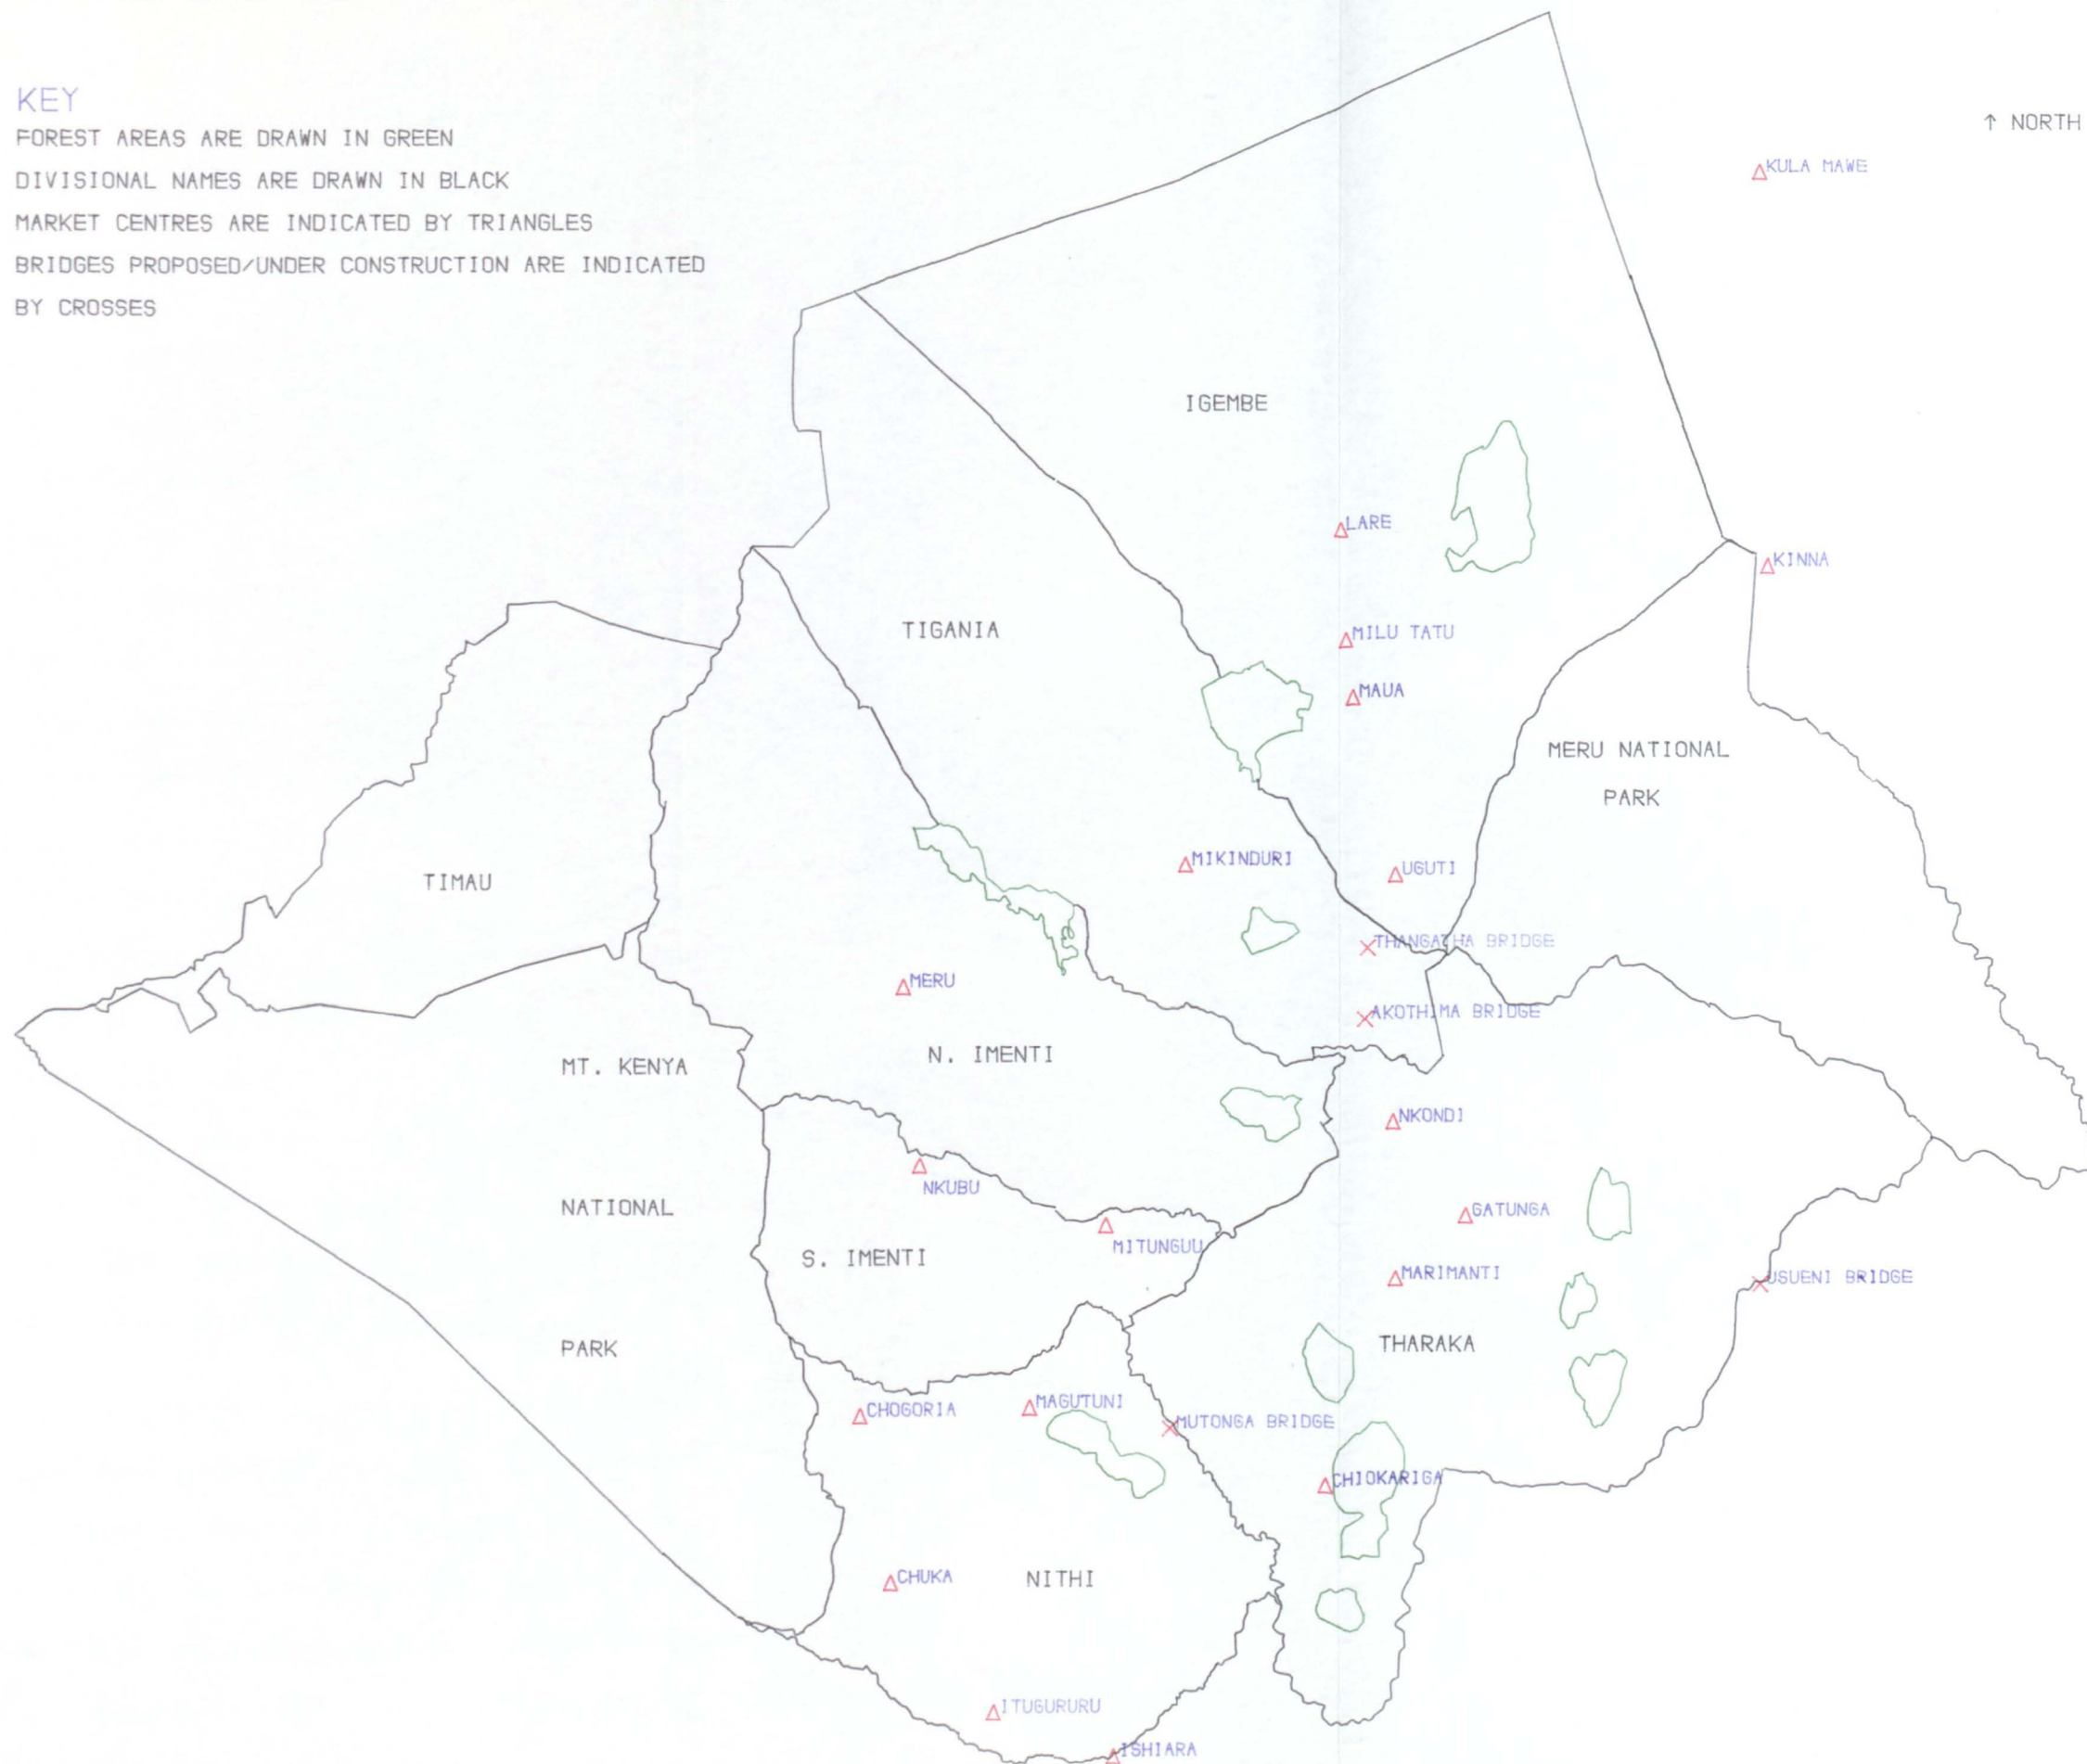 KEY
FOREST AREAS ARE DRAWN IN GREEN
DIVISIONAL NAMES ARE DRAWN IN BLACK
MARKET CENTRES ARE INDICATED BY TRIANGLES
BRIDGES PROPOSED/UNDER CONSTRUCTION ARE INDICATED
BY CROSSES
↑ NORTH
KULA MAWE
IGEMBE
LARE
KINNA
TIGANIA
MILU TATU
MAUA
MERU NATIONAL
PARK
MIKINDURI
UGUTI
TIMAU
THANGATHA BRIDGE
MERU
AKOTHIMA BRIDGE
N. IMENTI
MT. KENYA
NKONDI
NKUBU
NATIONAL
GATUNGA
MITUNGUU
S. IMENTI
MARIMANTI
USUENI BRIDGE
PARK
THARAKA
CHOGORIA
MAGUTUNI
MUTONGA BRIDGE
CHIOKARIGA
CHUKA
NITHI
ITUGURURU
ISHIARA